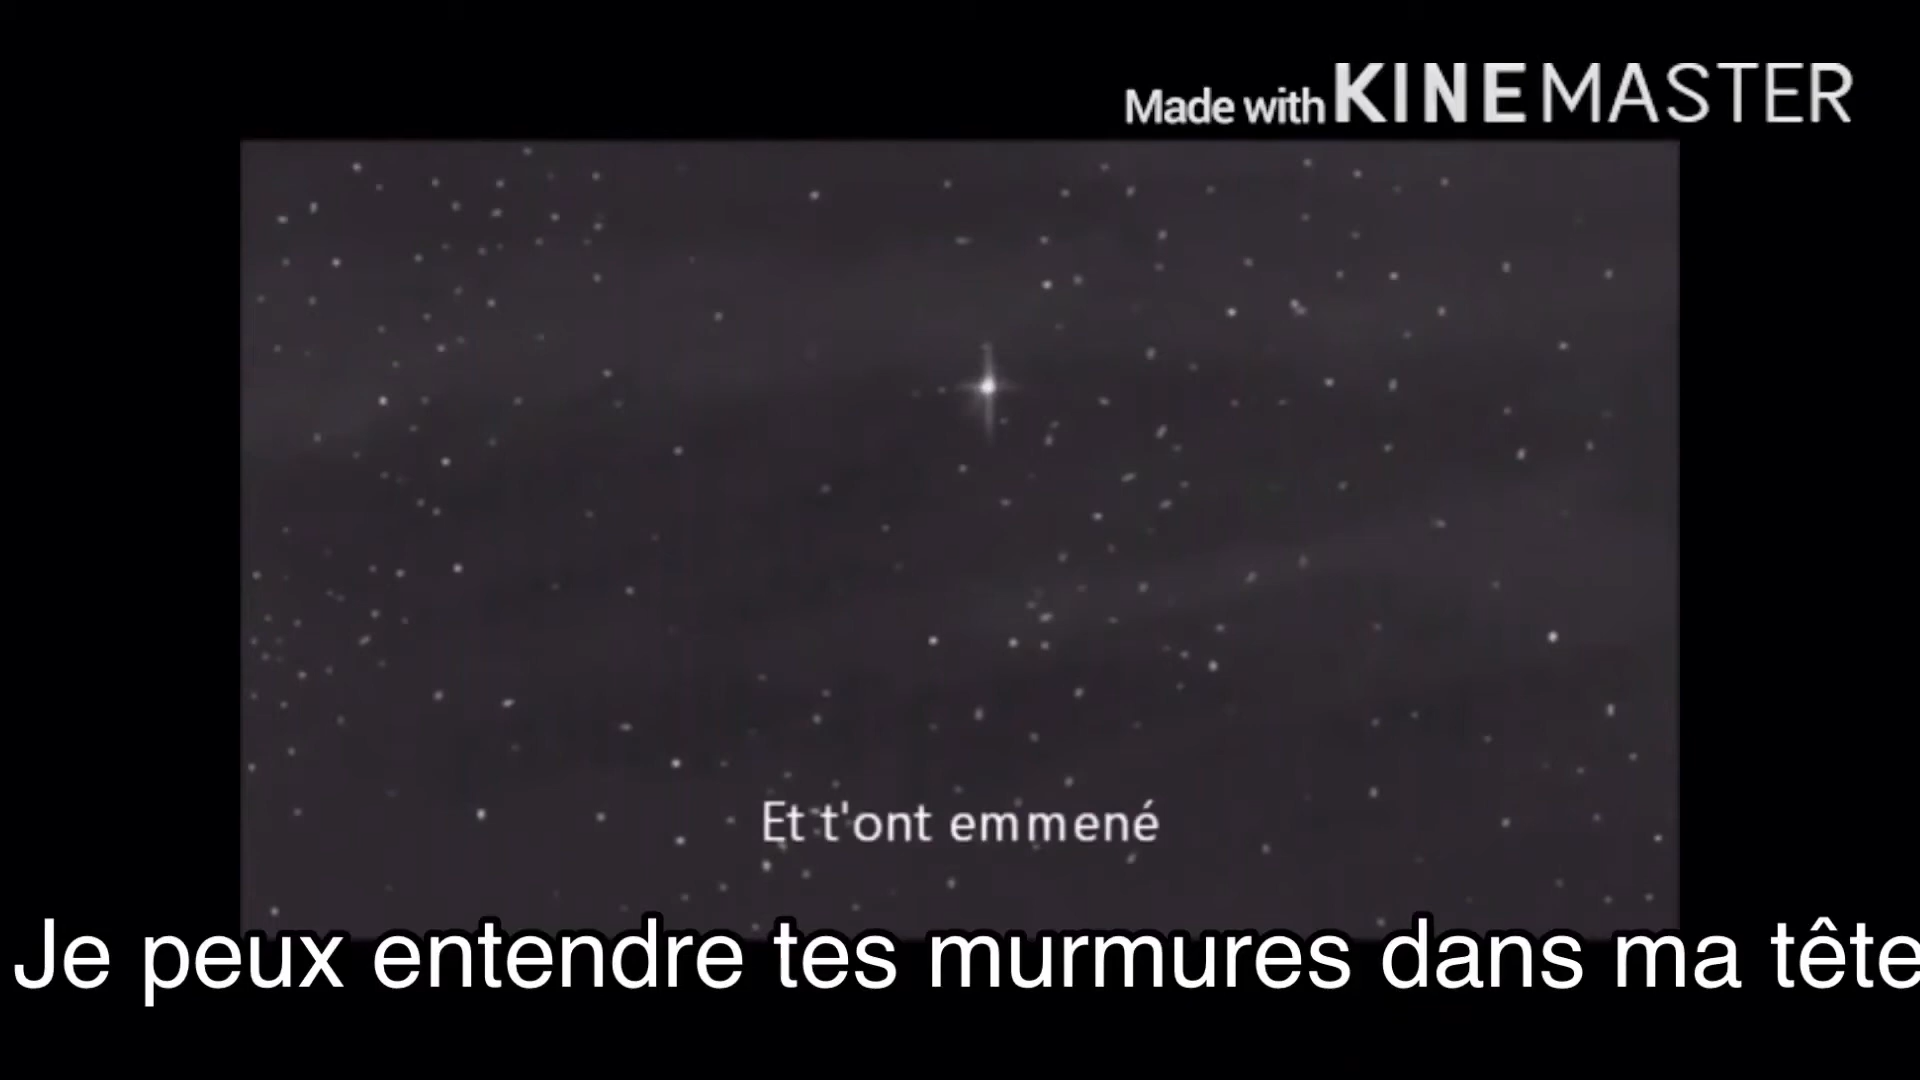 Made with KINEMASTER
Et t'ont emmené
Je peux entendre tes murmures dans ma tête